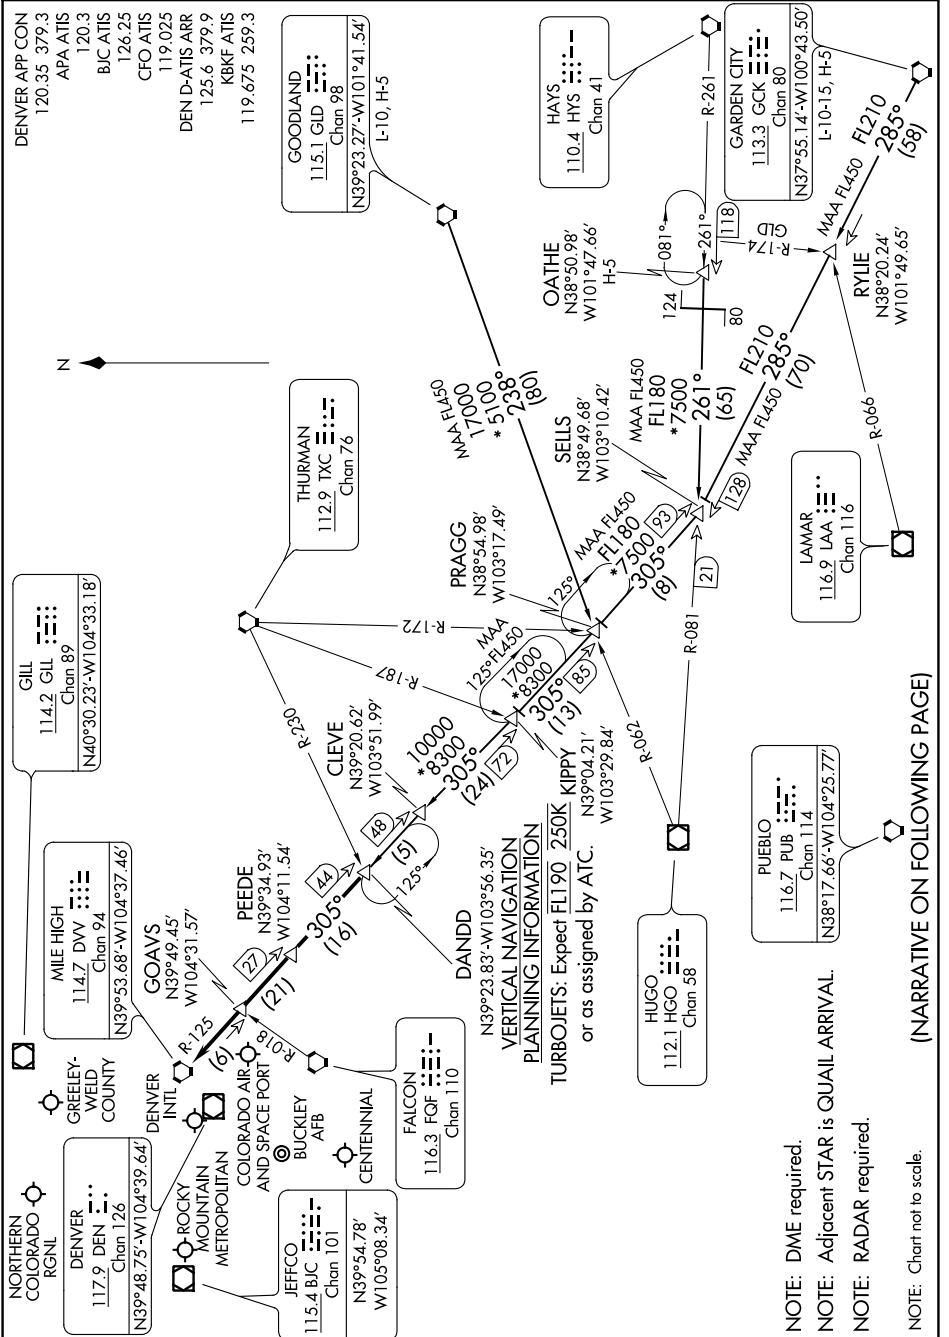 DENVER APP CON
120.35 379.3
APA ATIS
120.3
BJC ATIS
126.25
CFO ATIS
119.025
DEN D-ATIS ARR
125.6 379.9
KBKF ATIS
119.675 259.3
NORTHERN
COLORADO
RGNL
GREELEY-
WELD
COUNTY
GILL
114.2 GLL
Chan 89
N40°30.23'-W104°33.18'
MILE HIGH
114.7 DVV
Chan 94
N39°53.68'-W104°37.46'
DENVER
117.9 DEN
Chan 126
N39°48.75'-W104°39.64'
DENVER
INTL
ROCKY
MOUNTAIN
METROPOLITAN
COLORADO AIR
AND SPACE PORT
BUCKLEY
AFB
CENTENNIAL
JEFFCO
115.4 BJC
Chan 101
N39°54.78'
W105°08.34'
FALCON
116.3 FQF
Chan 110
GOAVS
N39°49.45'
W104°31.57'
R-125
(6)
R-018
PEEDE
N39°34.93'
W104°11.54'
27
(21)
305°
(16)
44
DANDD
N39°23.83'-W103°56.35'
125°
(5)
48
CLEVE
N39°20.62'
W103°51.99'
R-230
R-187
R-172
THURMAN
112.9 TXC
Chan 76
N
10000
*8300
305°
(24)
72
KIPPY
N39°04.21'
W103°29.84'
125°
MAA
FL450
17000
*8300
305°
(13)
85
PRAGG
N38°54.98'
W103°17.49'
125°
MAA FL450
FL180
*7500
305°
(8)
93
SELLS
N38°49.68'
W103°10.42'
GOODLAND
115.1 GLD
Chan 98
N39°23.27'-W101°41.54'
L-10, H-5
MAA FL450
17000
*5100
238°
(80)
MAA FL450
FL180
*7500
261°
(65)
124
80
OATHE
N38°50.98'
W101°47.66'
H-5
081°
261°
118
R-261
HAYS
110.4 HYS
Chan 41
GARDEN CITY
113.3 GCK
Chan 80
N37°55.14'-W100°43.50'
L-10-15, H-5
R-174
GLD
MAA FL450
FL210
285°
(58)
RYLIE
N38°20.24'
W101°49.65'
FL210
285°
(70)
MAA FL450
128
R-066
LAMAR
116.9 LAA
Chan 116
21
R-081
R-062
HUGO
112.1 HGO
Chan 58
PUEBLO
116.7 PUB
Chan 114
N38°17.66'-W104°25.77'
VERTICAL NAVIGATION
PLANNING INFORMATION
TURBOJETS: Expect FL190 250K
or as assigned by ATC.
NOTE: DME required.
NOTE: Adjacent STAR is QUAIL ARRIVAL.
NOTE: RADAR required.
NOTE: Chart not to scale.
(NARRATIVE ON FOLLOWING PAGE)